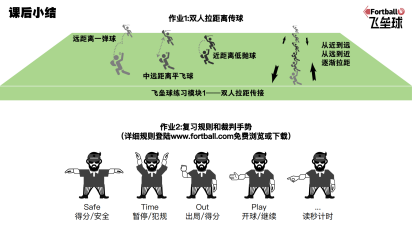 课后小结
作业1:双人拉距离传球
Fortball
飞垒球
远距离一弹球
近距离低抛球
中远距离平飞球
从近到远
从远到近
逐渐拉距
飞垒球练习模块1——双人拉距传接
作业2:复习规则和裁判手势
（详细规则登陆www.fortball.com免费浏览或下载）
Safe
得分/安全
Time
暂停/犯规
Out
出局/得分
Play
开球/继续
...
读秒计时